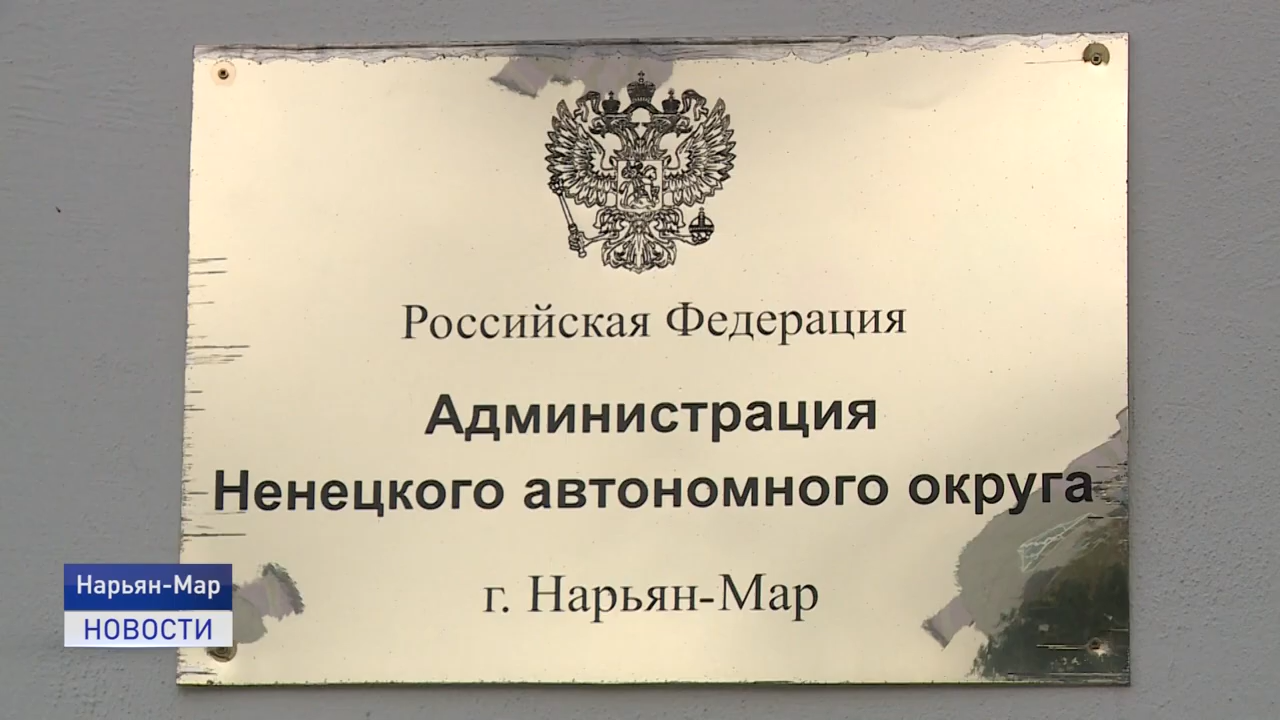 Российская Федерация
Администрация
Ненецкого автономного округа
г. Нарьян-Мар
Нарьян-Мар
НОВОСТИ